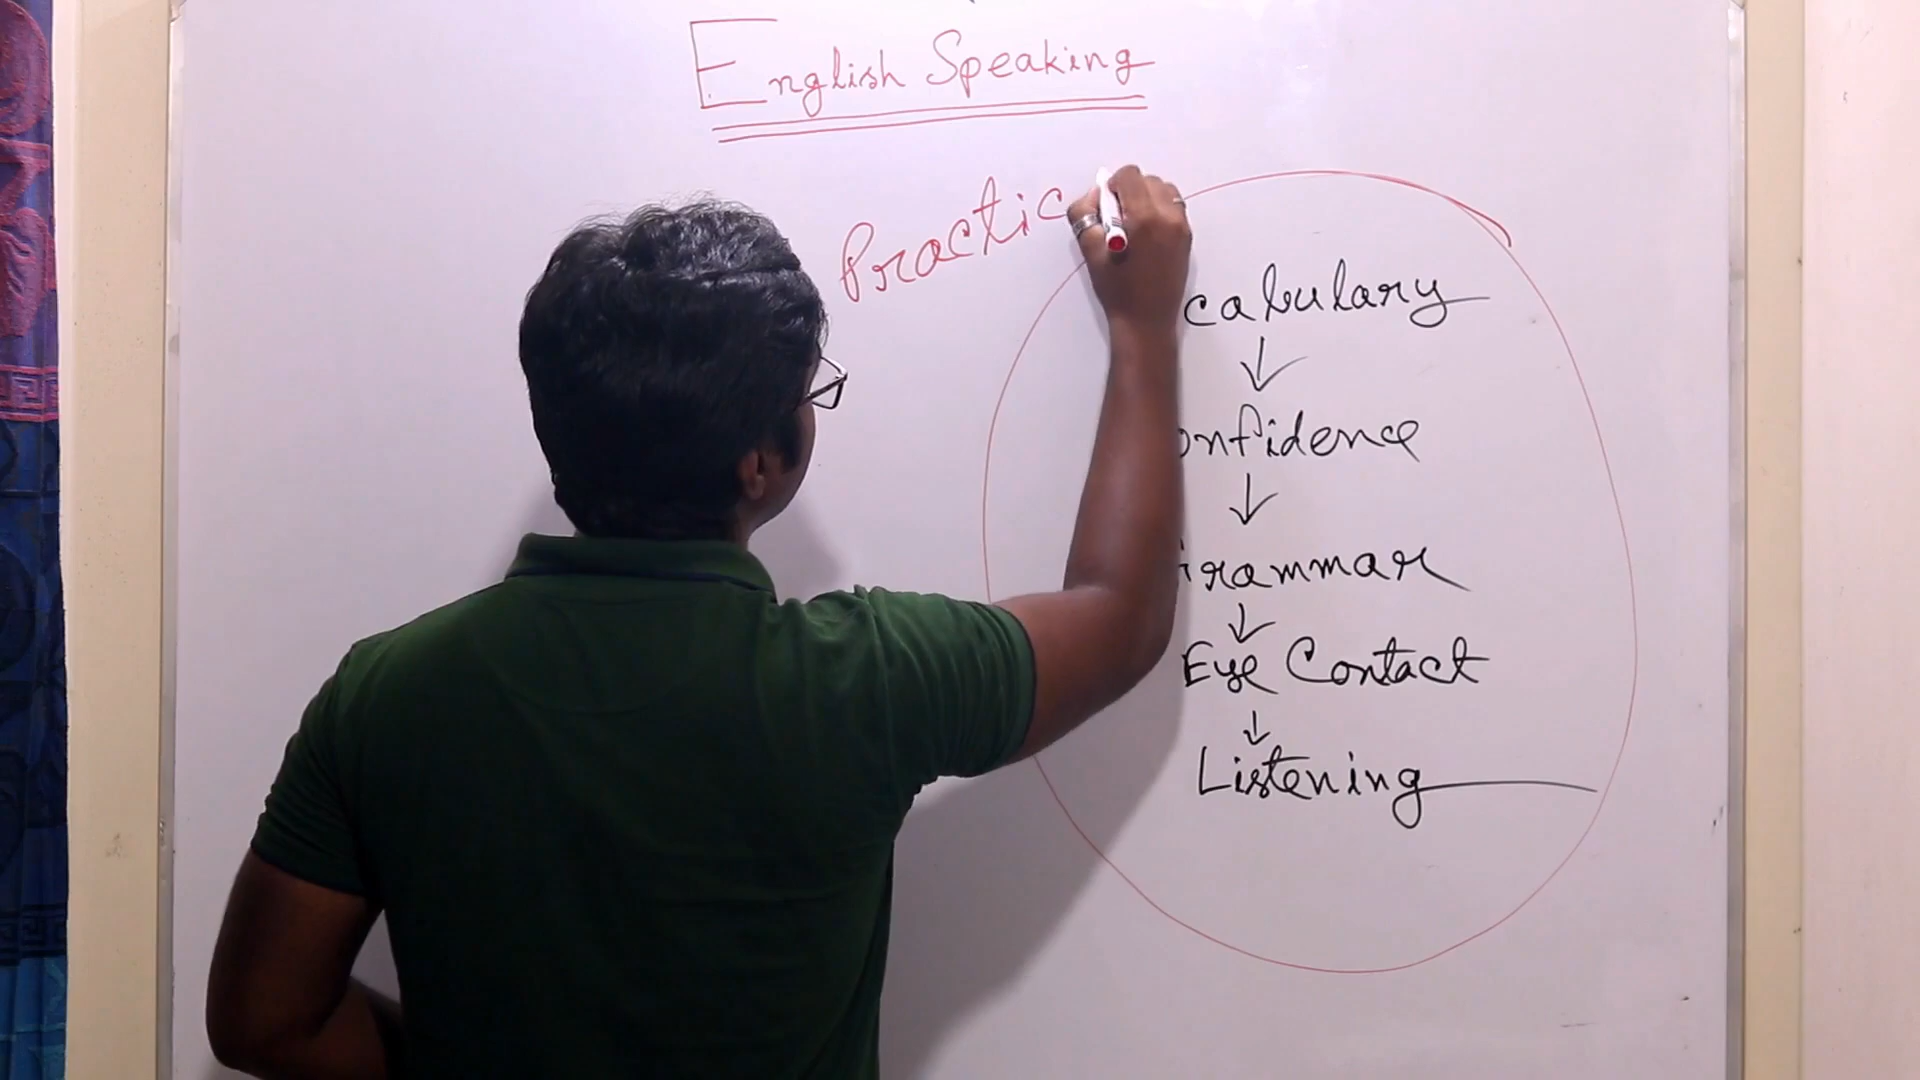 English Speaking
Practic
cabulary
↓
onfidence
↓
rammar
↓
Eye Contact
↓
Listening